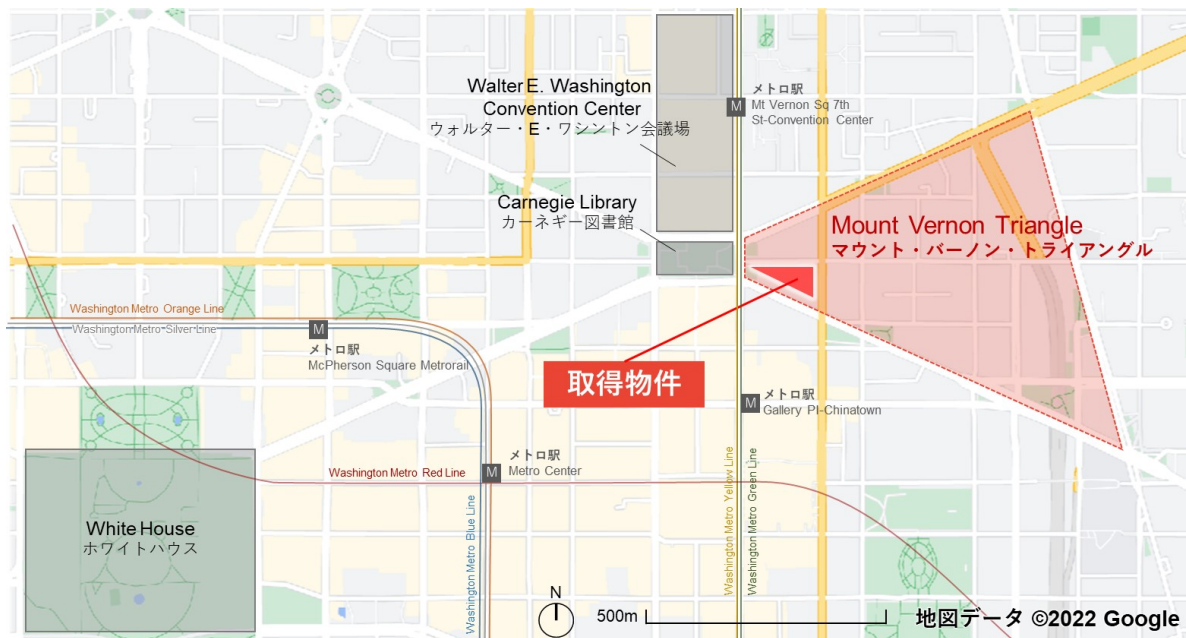 Walter E. Washington
Convention Center
ウォルター・E・ワシントン会議場
M
メトロ駅
Mt Vernon Sq 7th
St-Convention Center
Carnegie Library
カーネギー図書館
Mount Vernon Triangle
マウント・バーノン・トライアングル
Washington Metro Orange Line
Washington Metro Silver Line
M
メトロ駅
McPherson Square Metrorail
取得物件
M
メトロ駅
Gallery Pl-Chinatown
Washington Metro Red Line
M
メトロ駅
Metro Center
Washington Metro Blue Line
Washington Metro Yellow Line
Washington Metro Green Line
White House
ホワイトハウス
N
500m
地図データ ©2022 Google